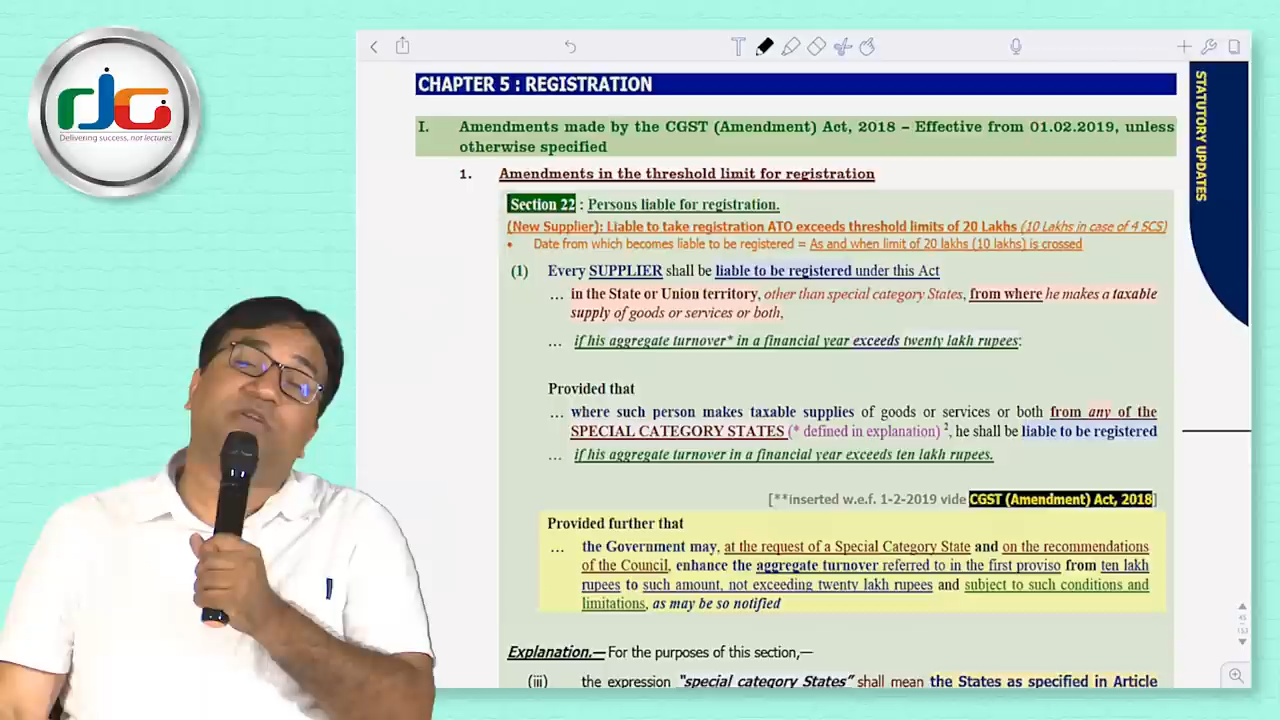 Delivering success, not lectures
CHAPTER 5 : REGISTRATION
I. Amendments made by the CGST (Amendment) Act, 2018 – Effective from 01.02.2019, unless
otherwise specified
1. Amendments in the threshold limit for registration
Section 22 : Persons liable for registration.
(New Supplier): Liable to take registration ATO exceeds threshold limits of 20 Lakhs (10 Lakhs in case of 4 SCS)
• Date from which becomes liable to be registered = As and when limit of 20 lakhs (10 lakhs) is crossed
(1) Every SUPPLIER shall be liable to be registered under this Act
… in the State or Union territory, other than special category States, from where he makes a taxable
supply of goods or services or both,
… if his aggregate turnover* in a financial year exceeds twenty lakh rupees:
Provided that
… where such person makes taxable supplies of goods or services or both from any of the
SPECIAL CATEGORY STATES (* defined in explanation) 2, he shall be liable to be registered
… if his aggregate turnover in a financial year exceeds ten lakh rupees.
[**inserted w.e.f. 1-2-2019 vide CGST (Amendment) Act, 2018]
Provided further that
… the Government may, at the request of a Special Category State and on the recommendations
of the Council, enhance the aggregate turnover referred to in the first proviso from ten lakh
rupees to such amount, not exceeding twenty lakh rupees and subject to such conditions and
limitations, as may be so notified
Explanation.— For the purposes of this section,—
(iii) the expression "special category States" shall mean the States as specified in Article
STATUTORY UPDATES